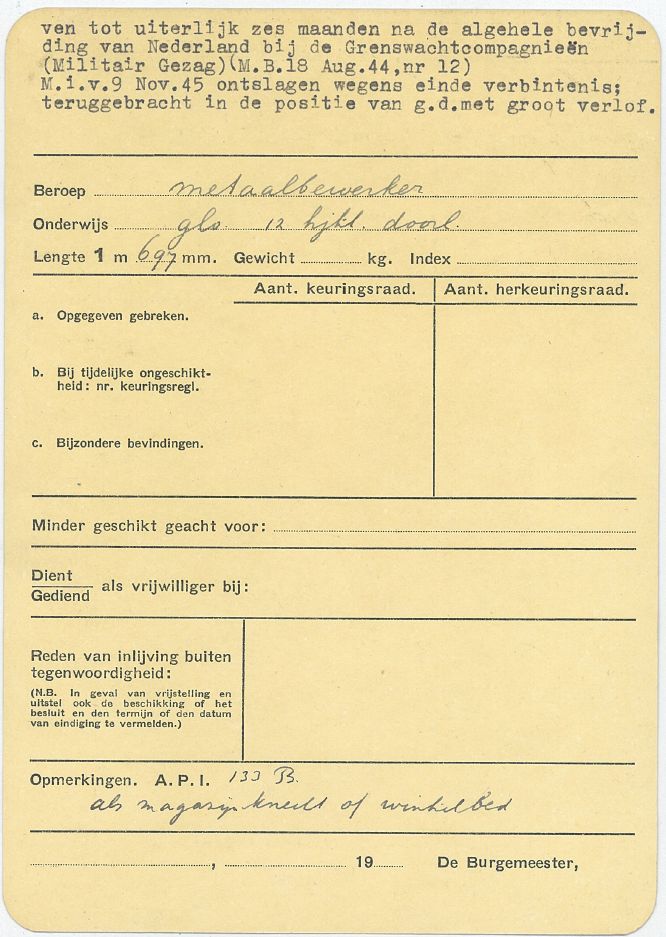 ven tot uiterlijk zes maanden na de algehele bevrij-
ding van Nederland bij de Grenswachtcompagnieën
(Militair Gezag)(M.B.18 Aug.44,nr 12)
M.i.v.9 Nov.45 ontslagen wegens einde verbintenis;
teruggebracht in de positie van g.d.met groot verlof.
Beroep metaalbewerker
Onderwijs glo. 12 doorl.
Lengte 1 m 697 mm. Gewicht kg. Index
Aant. keuringsraad. Aant. herkeuringsraad.
a. Opgegeven gebreken.
b. Bij tijdelijke ongeschikt-
heid: nr. keuringsregl.
c. Bijzondere bevindingen.
Minder geschikt geacht voor:
Dient
Gediend als vrijwilliger bij:
Reden van inlijving buiten
tegenwoordigheid:
(N.B. In geval van vrijstelling en
uitstel ook de beschikking of het
besluit en den termijn of den datum
van eindiging te vermelden.)
Opmerkingen. A.P.I. 133 B.
als magazijnknecht of winkelbed
, 19 De Burgemeester,